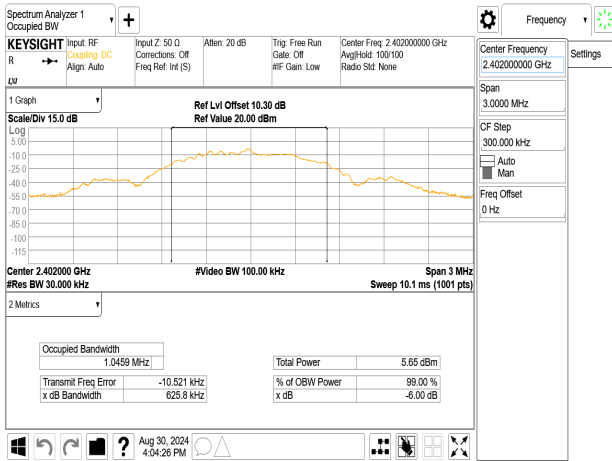 Spectrum Analyzer 1
Occupied BW
+
Frequency
KEYSIGHT
R
LXI
Input: RF
Coupling: DC
Align: Auto
Input Z: 50 Ω
Corrections: Off
Freq Ref: Int (S)
Atten: 20 dB
Trig: Free Run
Gate: Off
#IF Gain: Low
Center Freq: 2.402000000 GHz
Avg|Hold: 100/100
Radio Std: None
Center Frequency
2.402000000 GHz
Settings
Span
3.0000 MHz
CF Step
300.000 kHz
Auto
Man
Freq Offset
0 Hz
1 Graph
Scale/Div 15.0 dB
Ref Lvl Offset 10.30 dB
Ref Value 20.00 dBm
Log
5.00
-10.0
-25.0
-40.0
-55.0
-70.0
-85.0
-100
-115
Center 2.402000 GHz
#Res BW 30.000 kHz
#Video BW 100.00 kHz
Span 3 MHz
Sweep 10.1 ms (1001 pts)
2 Metrics
Occupied Bandwidth
1.0459 MHz
Total Power 5.65 dBm
Transmit Freq Error -10.521 kHz
x dB Bandwidth 625.8 kHz
% of OBW Power 99.00 %
x dB -6.00 dB
?
Aug 30, 2024
4:04:26 PM